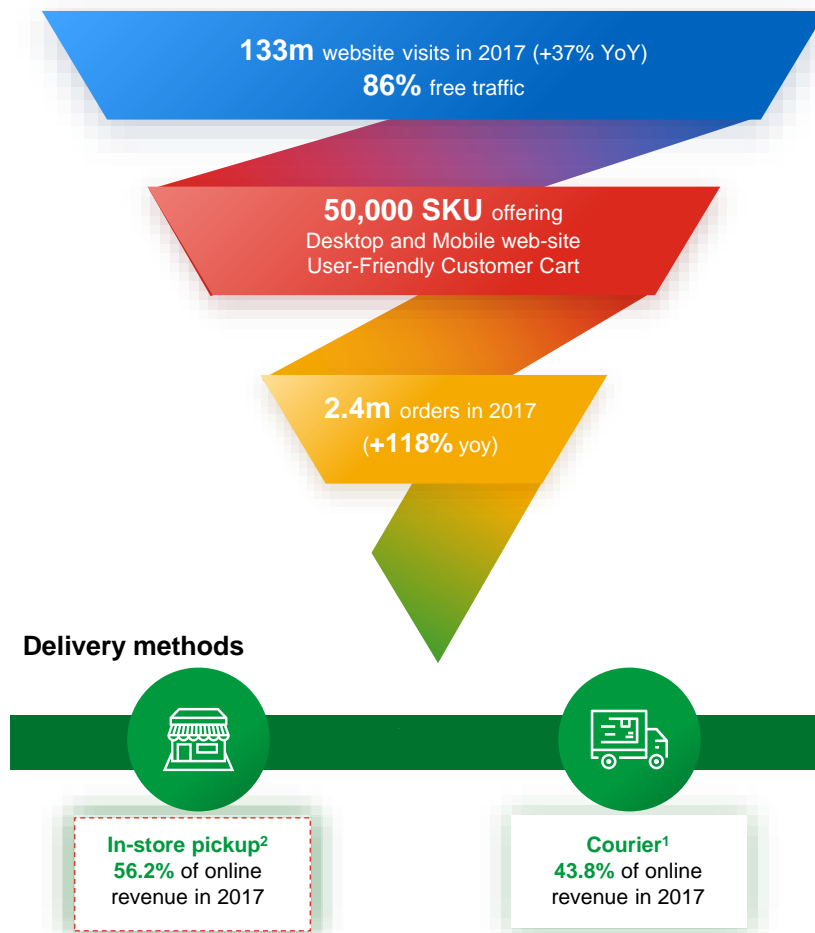 133m website visits in 2017 (+37% YoY)
86% free traffic
50,000 SKU offering
Desktop and Mobile web-site
User-Friendly Customer Cart
2.4m orders in 2017
(+118% yoy)
Delivery methods
In-store pickup²
56.2% of online
revenue in 2017
Courier¹
43.8% of online
revenue in 2017